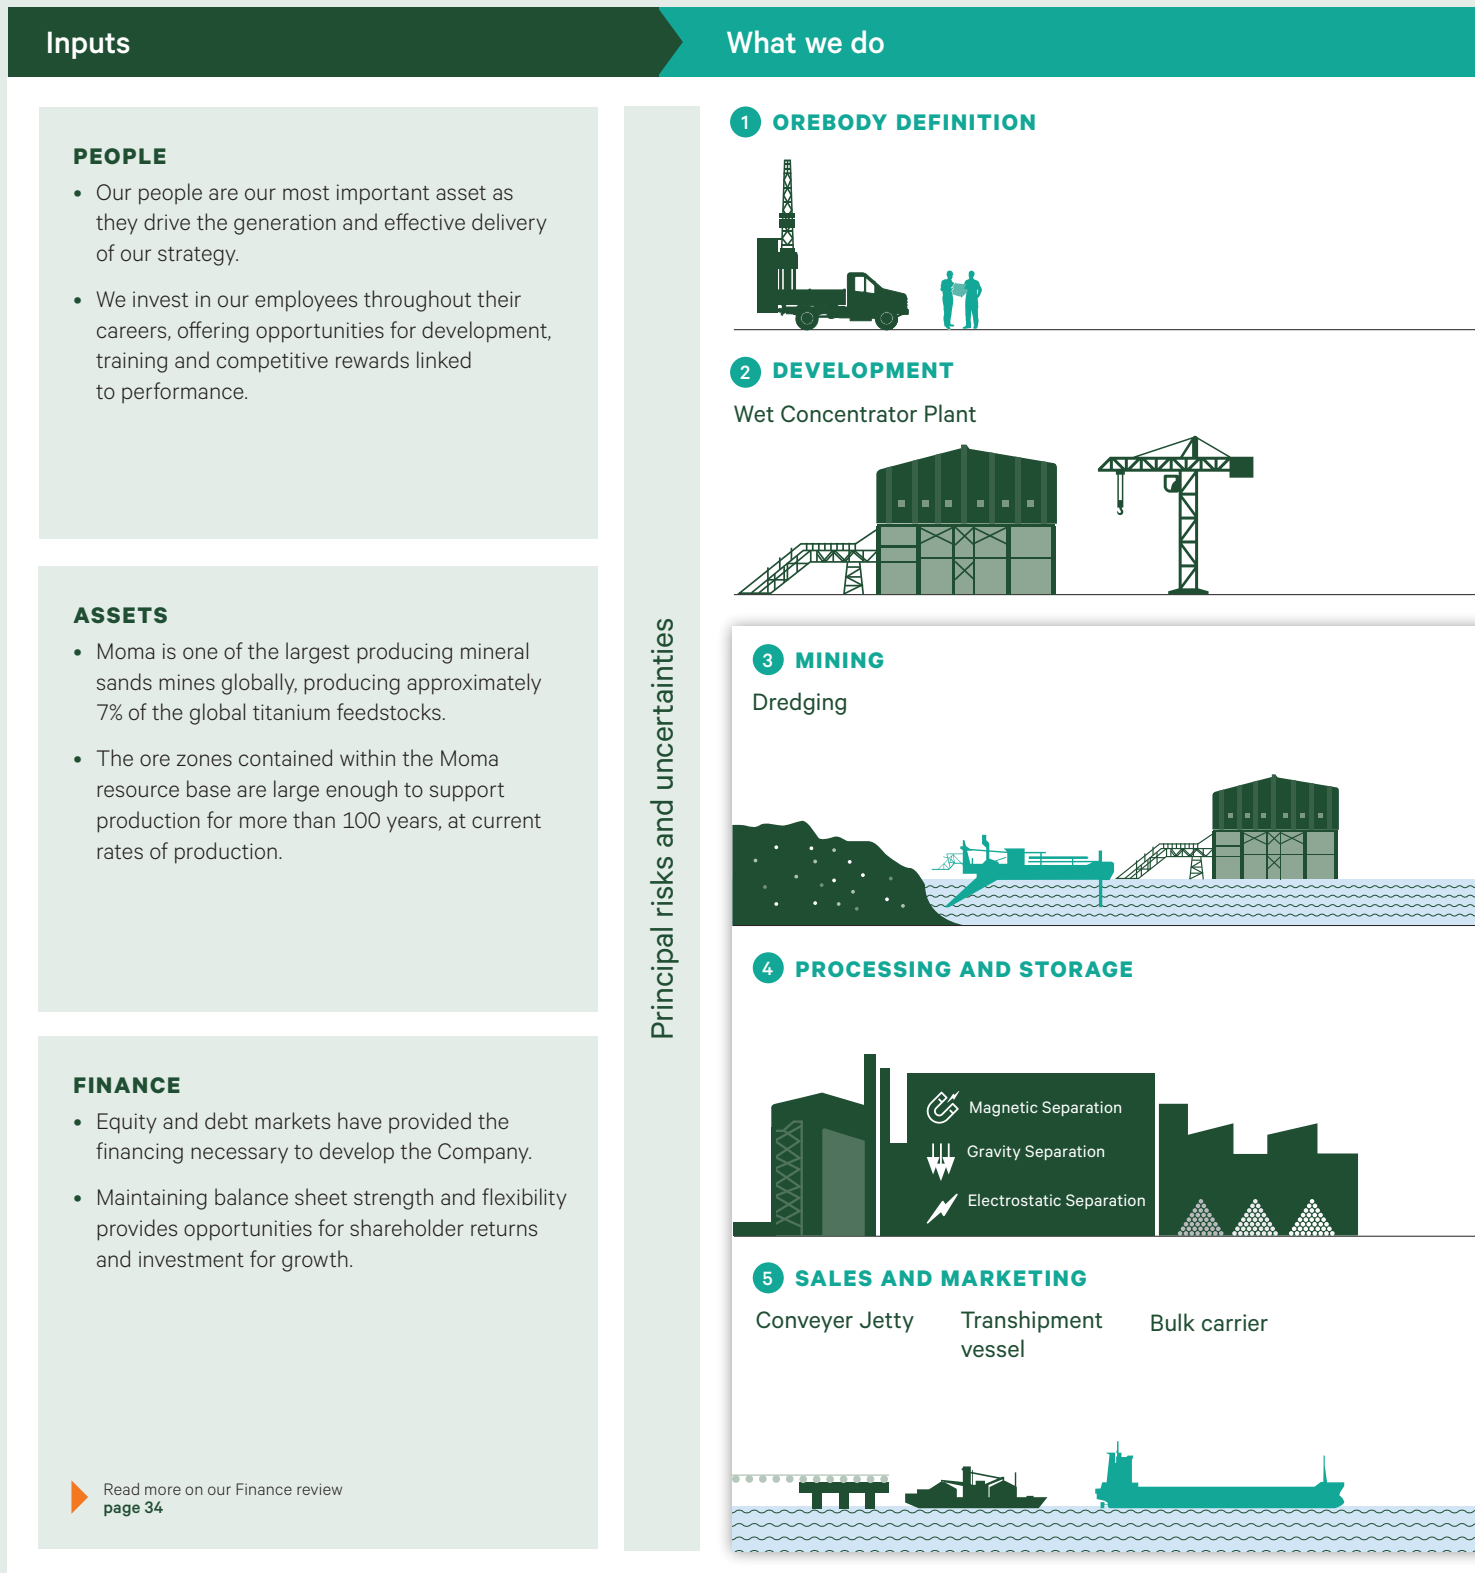 Inputs
PEOPLE
• Our people are our most important asset as
they drive the generation and effective delivery
of our strategy.
• We invest in our employees throughout their
careers, offering opportunities for development,
training and competitive rewards linked
to performance.
ASSETS
• Moma is one of the largest producing mineral
sands mines globally, producing approximately
7% of the global titanium feedstocks.
• The ore zones contained within the Moma
resource base are large enough to support
production for more than 100 years, at current
rates of production.
FINANCE
• Equity and debt markets have provided the
financing necessary to develop the Company.
• Maintaining balance sheet strength and flexibility
provides opportunities for shareholder returns
and investment for growth.
Read more on our Finance review
page 34
Principal risks and uncertainties
What we do
1 OREBODY DEFINITION
2 DEVELOPMENT
Wet Concentrator Plant
3 MINING
Dredging
4 PROCESSING AND STORAGE
Magnetic Separation
Gravity Separation
Electrostatic Separation
5 SALES AND MARKETING
Conveyer Jetty
Transhipment
vessel
Bulk carrier